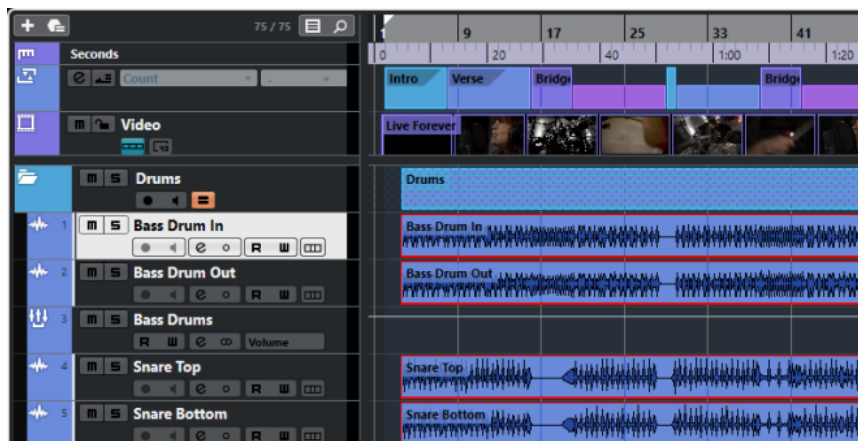 75 / 75
1 9 17 25 33 41
Seconds
0 20 40 1:00 1:20
e Count -
Intro Verse Bridge Bridge
m Video
Live Forever
m S Drums
Drums
1 m S Bass Drum In
e R W
Bass Drum In
2 m S Bass Drum Out
e R W
Bass Drum Out
3 m S Bass Drums
R W e Volume
4 m S Snare Top
e R W
Snare Top
5 m S Snare Bottom
e R W
Snare Bottom